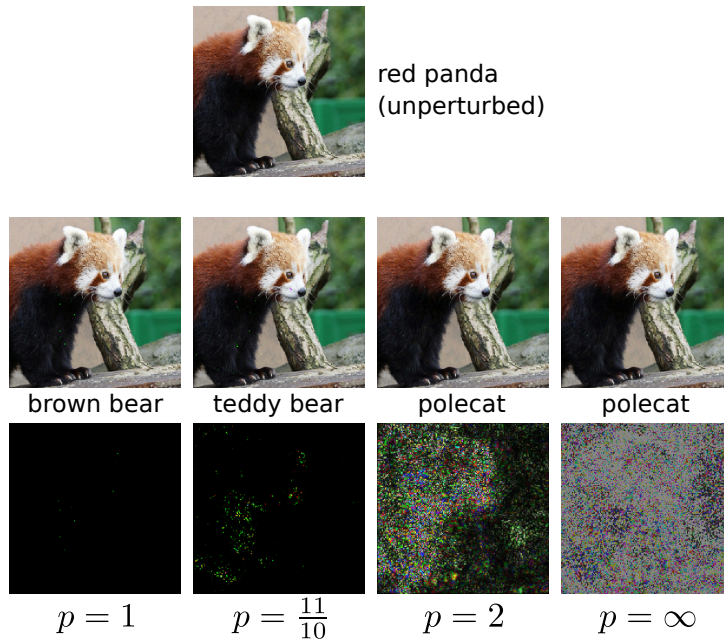 red panda
(unperturbed)
brown bear teddy bear polecat polecat
p = 1 p = 11/10 p = 2 p = ∞